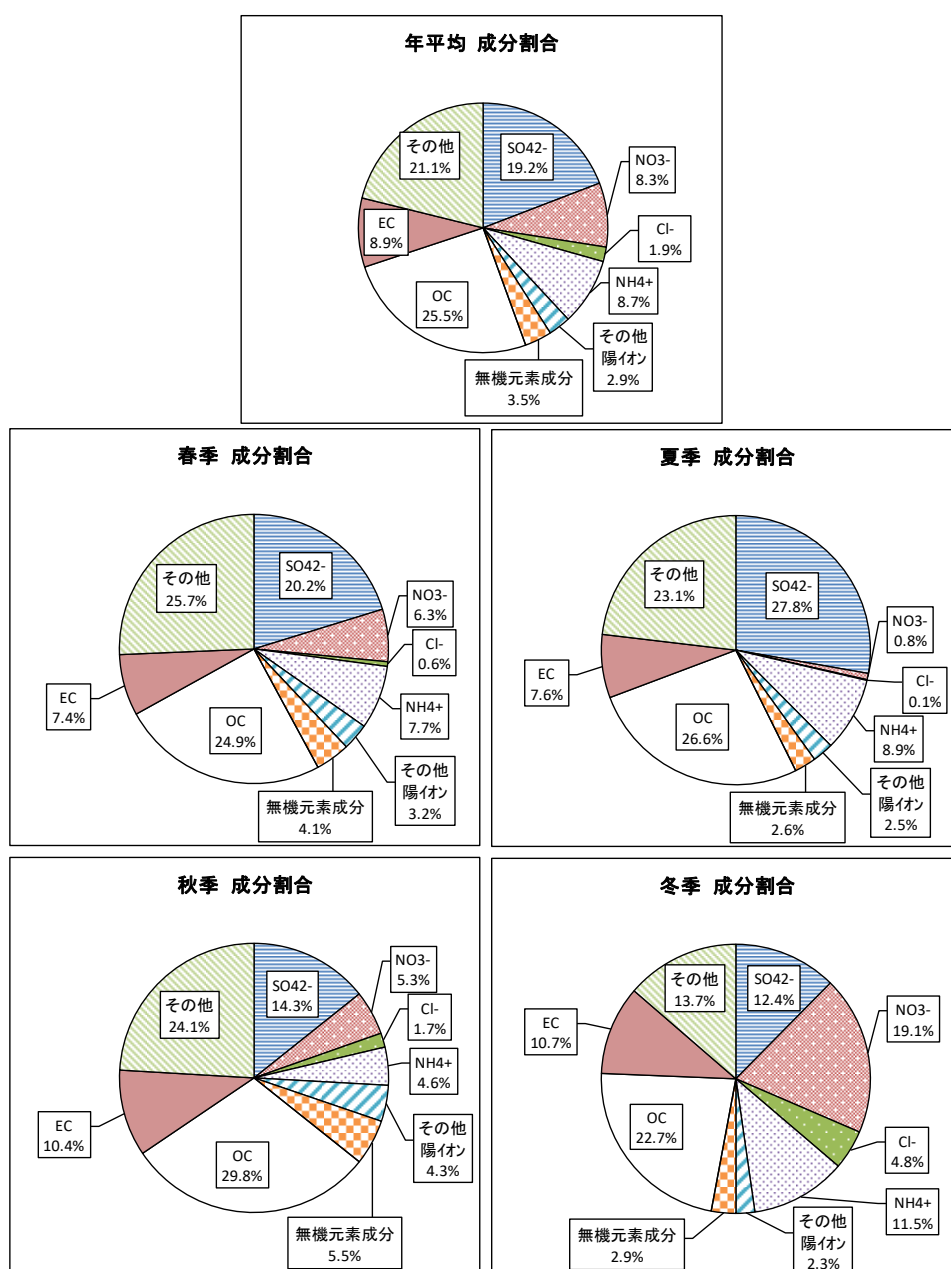 年平均 成分割合
その他
21.1%
SO42-
19.2%
NO3-
8.3%
Cl-
1.9%
NH4+
8.7%
その他
陽イオン
2.9%
無機元素成分
3.5%
OC
25.5%
EC
8.9%
春季 成分割合
その他
25.7%
SO42-
20.2%
NO3-
6.3%
Cl-
0.6%
NH4+
7.7%
その他
陽イオン
3.2%
無機元素成分
4.1%
OC
24.9%
EC
7.4%
夏季 成分割合
その他
23.1%
SO42-
27.8%
NO3-
0.8%
Cl-
0.1%
NH4+
8.9%
その他
陽イオン
2.5%
無機元素成分
2.6%
OC
26.6%
EC
7.6%
秋季 成分割合
その他
24.1%
SO42-
14.3%
NO3-
5.3%
Cl-
1.7%
NH4+
4.6%
その他
陽イオン
4.3%
無機元素成分
5.5%
OC
29.8%
EC
10.4%
冬季 成分割合
その他
13.7%
SO42-
12.4%
NO3-
19.1%
Cl-
4.8%
NH4+
11.5%
その他
陽イオン
2.3%
無機元素成分
2.9%
OC
22.7%
EC
10.7%